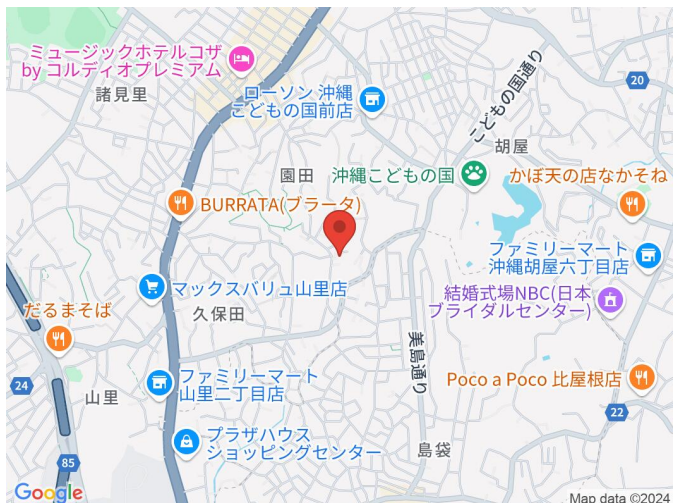 ミュージックホテルコザ
by コルディオプレミアム
諸見里
ローソン 沖縄
こどもの国前店
こどもの国通り
20
胡屋
園田
沖縄こどもの国
かぼ天の店なかそね
BURRATA(ブラータ)
ファミリーマート
沖縄胡屋六丁目店
マックスバリュ山里店
結婚式場NBC(日本
ブライダルセンター)
久保田
だるまそば
美島通り
24
山里
ファミリーマート
山里二丁目店
Poco a Poco 比屋根店
22
プラザハウス
ショッピングセンター
島袋
85
Google
Map data ©2024